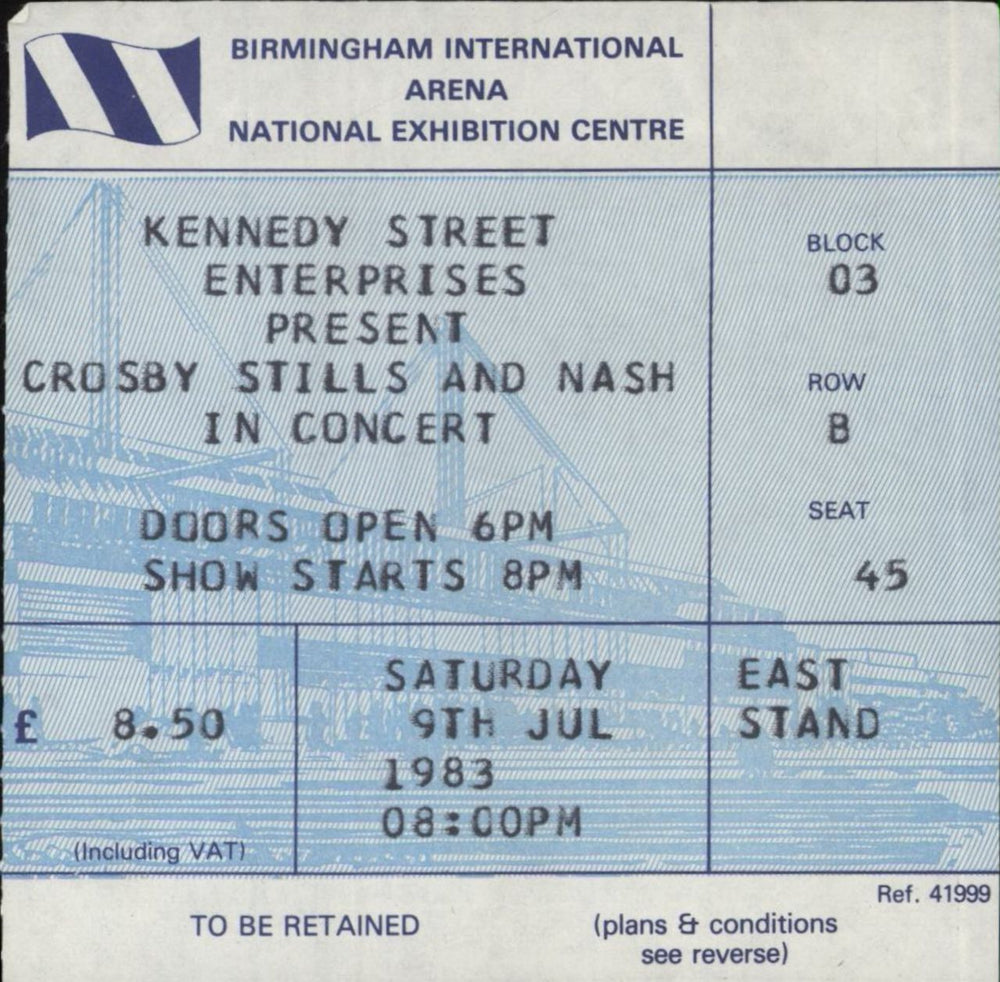 BIRMINGHAM INTERNATIONAL
ARENA
NATIONAL EXHIBITION CENTRE
KENNEDY STREET
ENTERPRISES
PRESENT
CROSBY STILLS AND NASH
IN CONCERT
DOORS OPEN 6PM
SHOW STARTS 8PM
BLOCK
03
ROW
B
SEAT
45
£ 8.50
(Including VAT)
SATURDAY
9TH JUL
1983
08:00PM
EAST
STAND
Ref. 41999
TO BE RETAINED
(plans & conditions
see reverse)